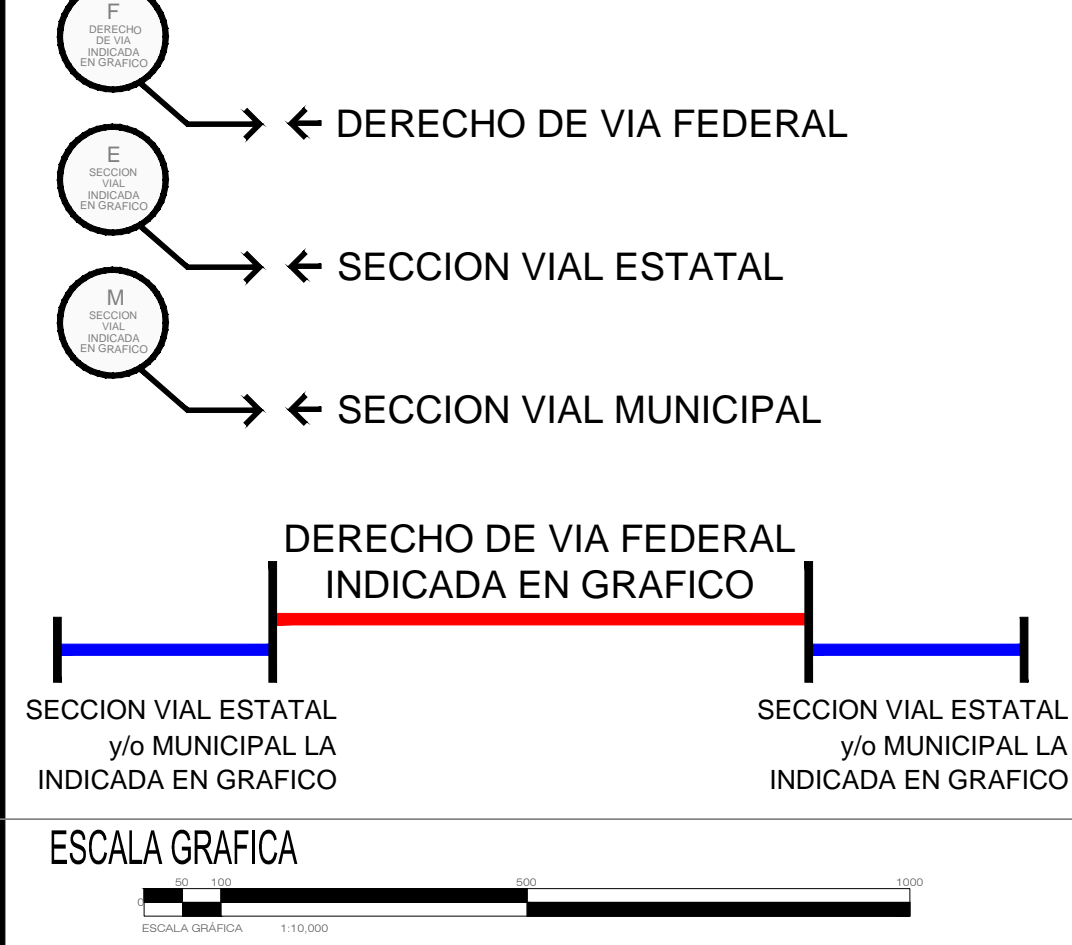 F
DERECHO
DE VIA
INDICADA
EN GRAFICO
DERECHO DE VIA FEDERAL
E
SECCION
VIAL
INDICADA
EN GRAFICO
SECCION VIAL ESTATAL
M
SECCION
VIAL
INDICADA
EN GRAFICO
SECCION VIAL MUNICIPAL
DERECHO DE VIA FEDERAL
INDICADA EN GRAFICO
SECCION VIAL ESTATAL
y/o MUNICIPAL LA
INDICADA EN GRAFICO
SECCION VIAL ESTATAL
y/o MUNICIPAL LA
INDICADA EN GRAFICO
ESCALA GRAFICA
0 50 100 500 1000
ESCALA GRÁFICA 1:10,000